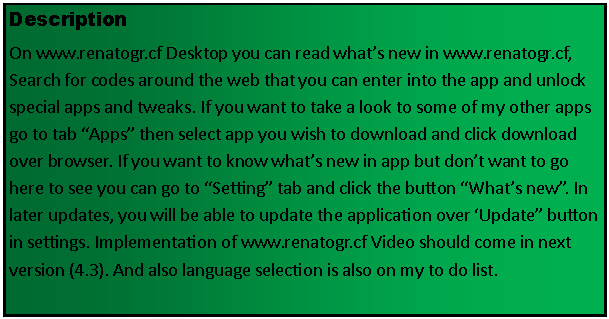 Description
On www.renatogr.cf Desktop you can read what’s new in www.renatogr.cf,
Search for codes around the web that you can enter into the app and unlock
special apps and tweaks. If you want to take a look to some of my other apps
go to tab “Apps” then select app you wish to download and click download
over browser. If you want to know what’s new in app but don’t want to go
here to see you can go to “Setting” tab and click the button “What’s new”. In
later updates, you will be able to update the application over ‘Update” button
in settings. Implementation of www.renatogr.cf Video should come in next
version (4.3). And also language selection is also on my to do list.